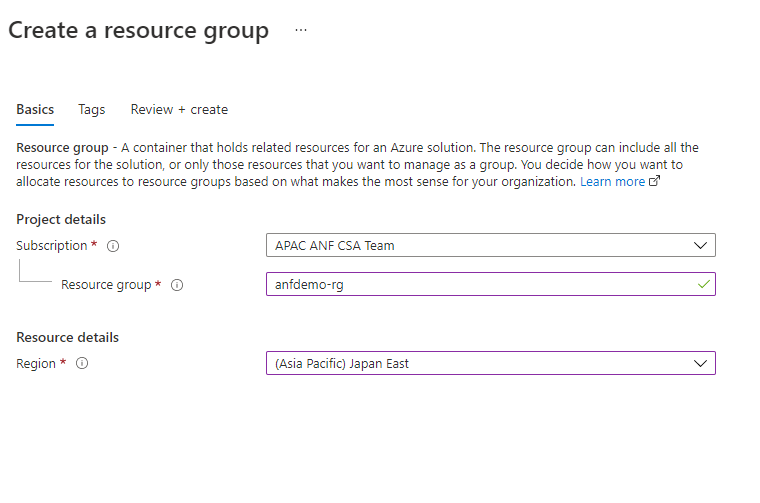 Create a resource group ...
Basics Tags Review + create
Resource group - A container that holds related resources for an Azure solution. The resource group can include all the
resources for the solution, or only those resources that you want to manage as a group. You decide how you want to
allocate resources to resource groups based on what makes the most sense for your organization. Learn more
Project details
Subscription * APAC ANF CSA Team
Resource group * anfdemo-rg
Resource details
Region * (Asia Pacific) Japan East